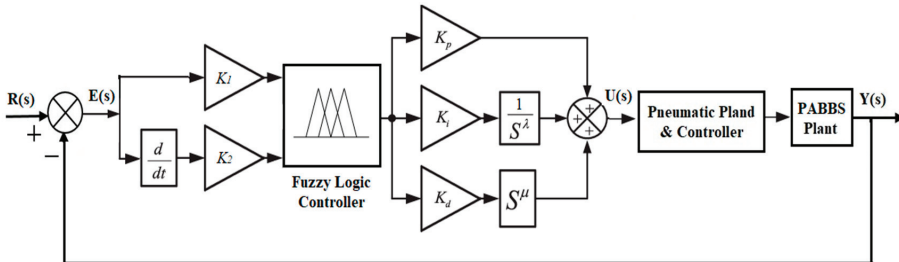 R(s)
+
−
E(s)
d
dt
K1
K2
Fuzzy Logic
Controller
Kp
Ki
Kd
1
S^λ
S^μ
+
+
+
+
U(s)
Pneumatic Pland
& Controller
PABBS
Plant
Y(s)